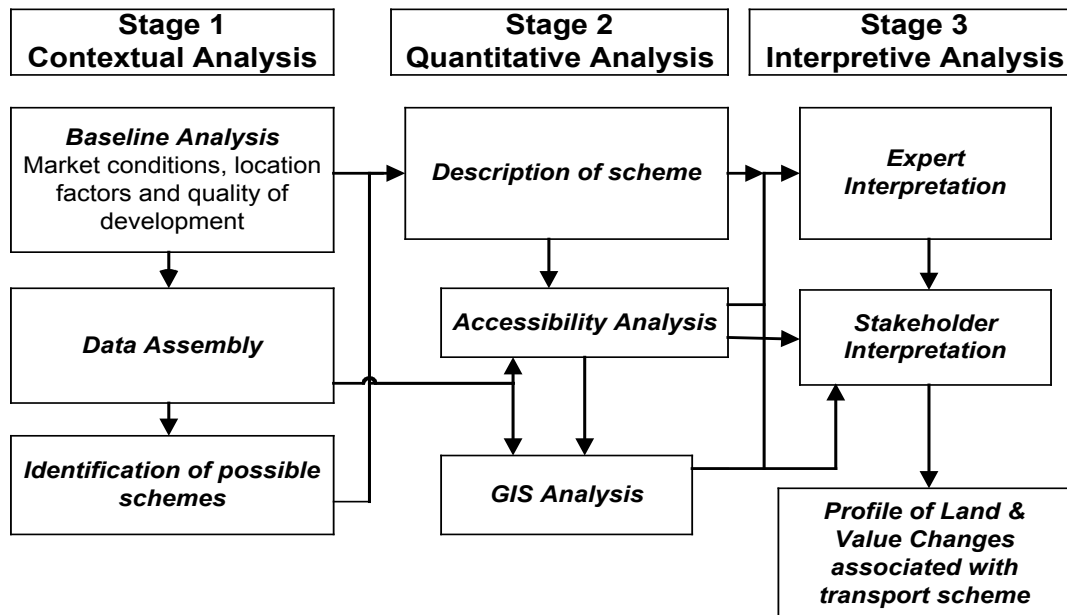 Stage 1
Contextual Analysis
Stage 2
Quantitative Analysis
Stage 3
Interpretive Analysis
Baseline Analysis
Market conditions, location
factors and quality of
development
Data Assembly
Identification of possible
schemes
Description of scheme
Accessibility Analysis
GIS Analysis
Expert
Interpretation
Stakeholder
Interpretation
Profile of Land &
Value Changes
associated with
transport scheme